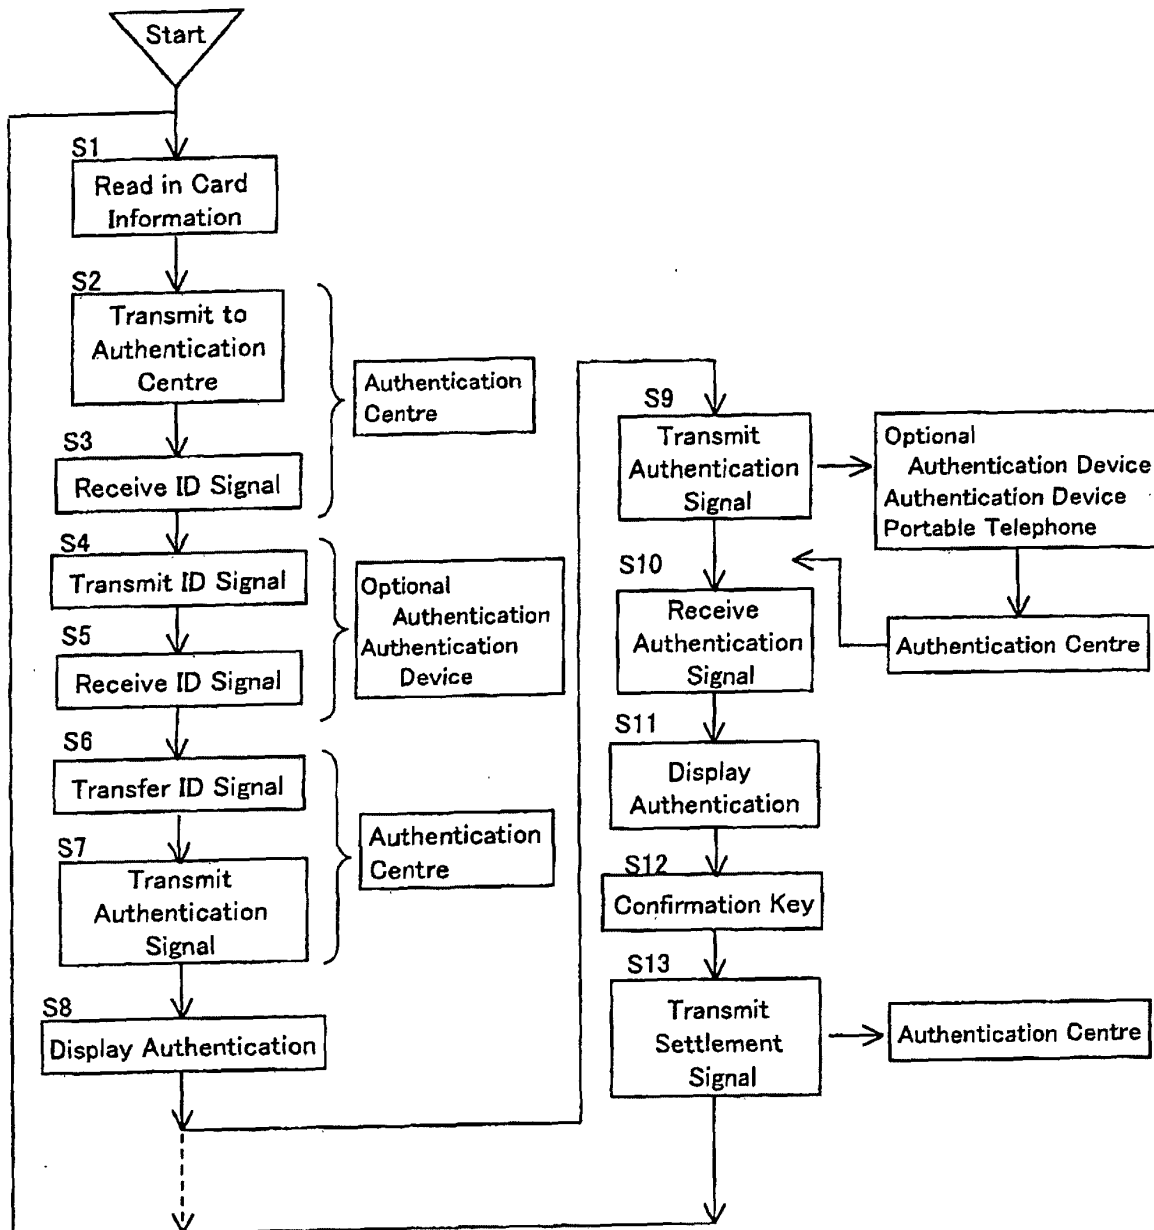 Start
S1
Read in Card
Information
S2
Transmit to
Authentication
Centre
Authentication
Centre
S3
Receive ID Signal
S4
Transmit ID Signal
Optional
Authentication
Authentication
Device
S5
Receive ID Signal
S6
Transfer ID Signal
S7
Transmit
Authentication
Signal
Authentication
Centre
S8
Display Authentication
S9
Transmit
Authentication
Signal
Optional
Authentication Device
Authentication Device
Portable Telephone
S10
Receive
Authentication
Signal
Authentication Centre
S11
Display
Authentication
S12
Confirmation Key
S13
Transmit
Settlement
Signal
Authentication Centre